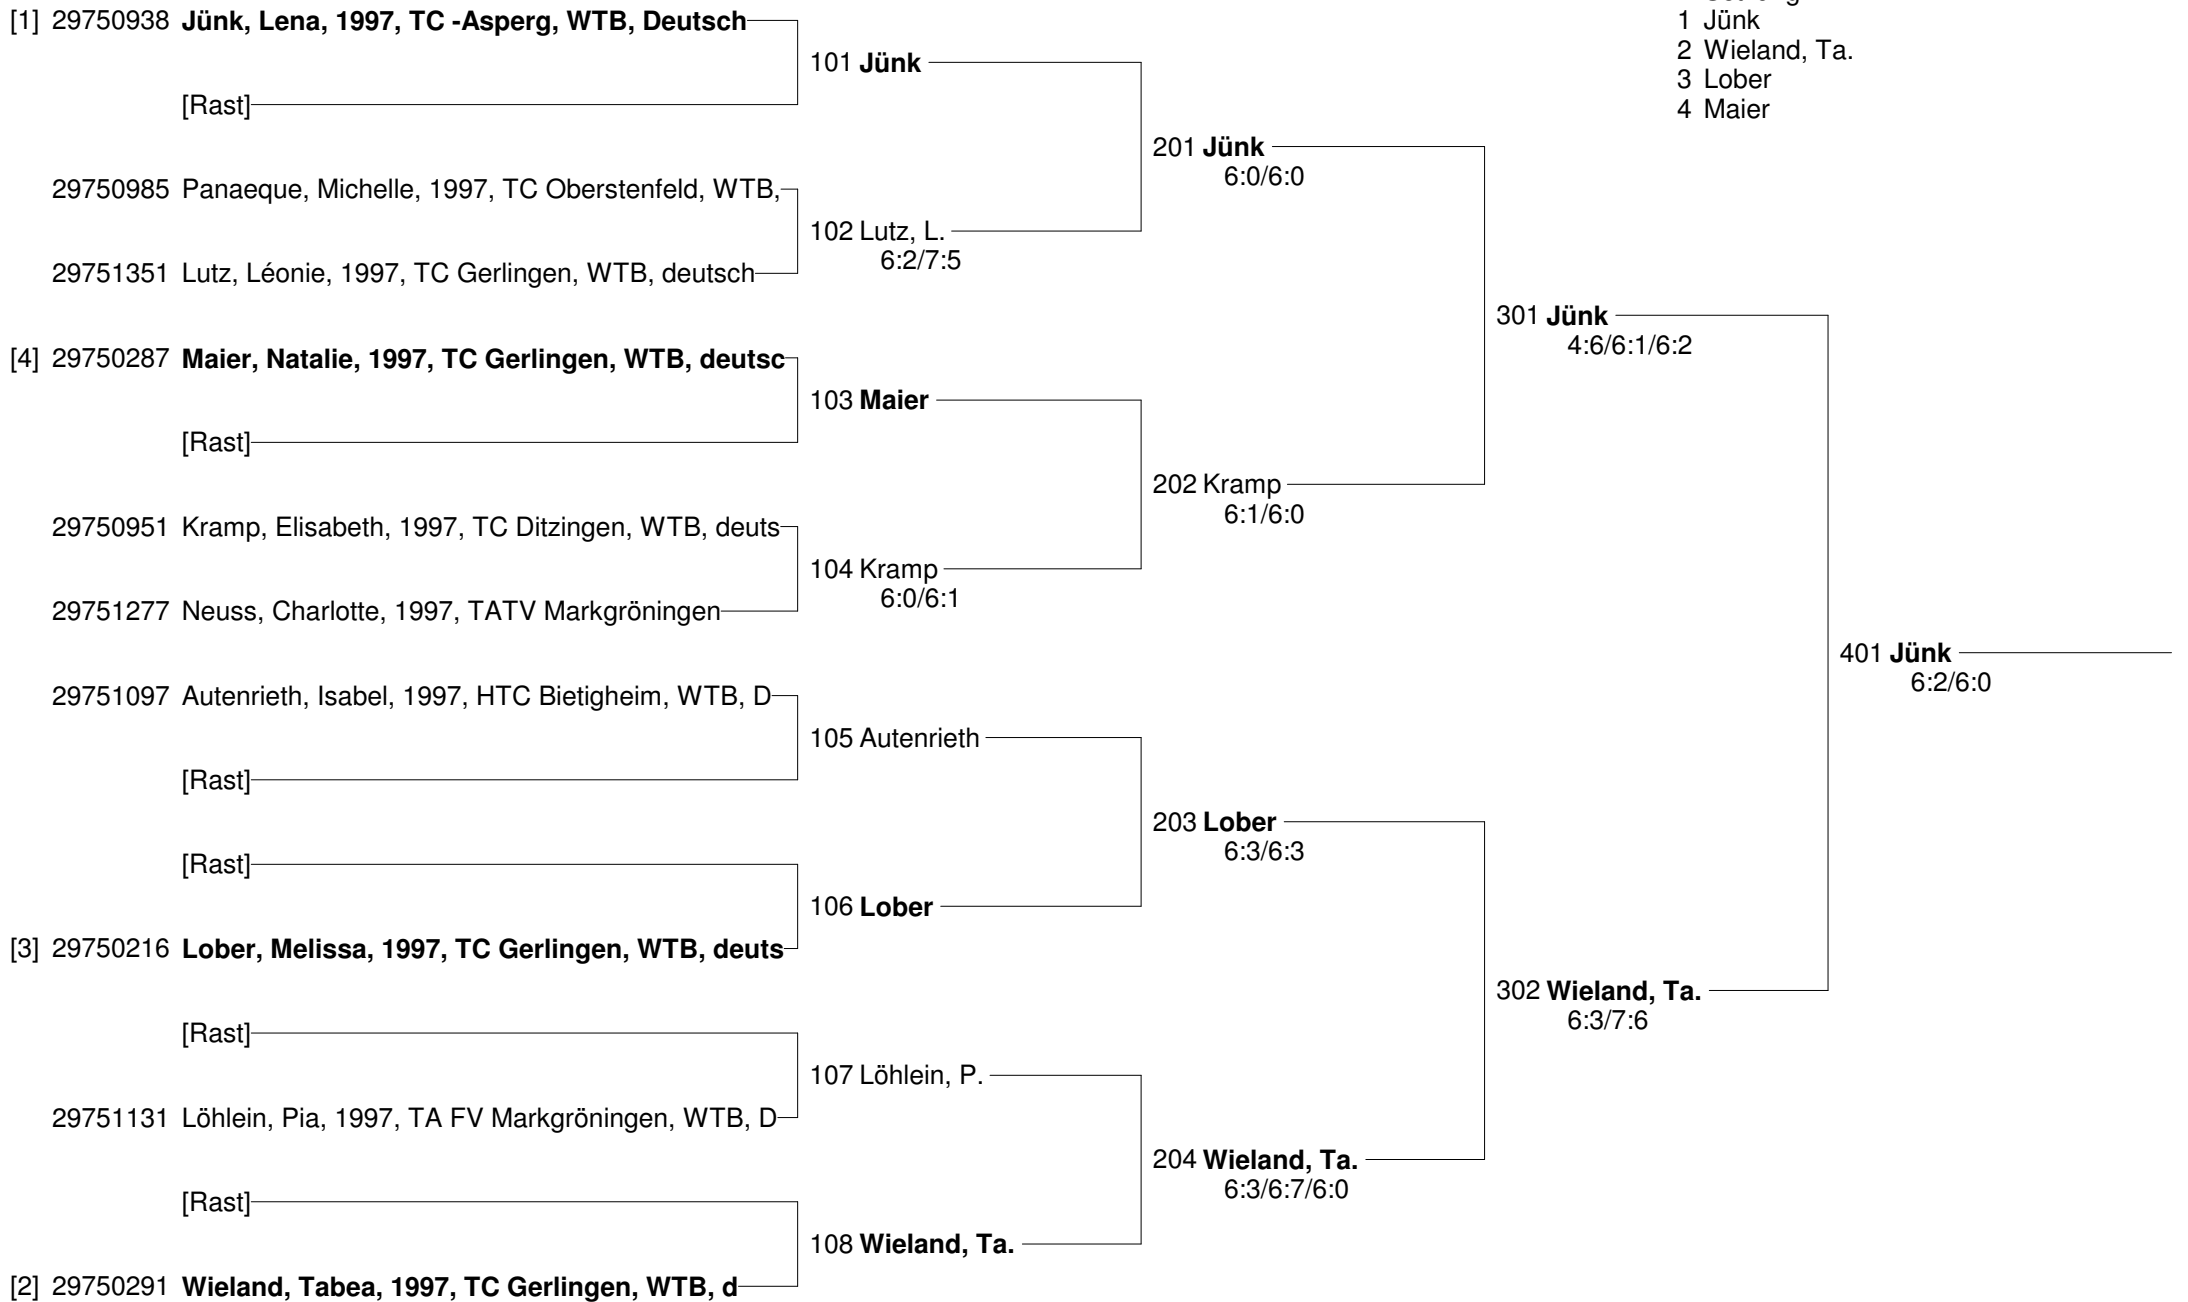 [1] 29750938 Jünk, Lena, 1997, TC -Asperg, WTB, Deutsch
[Rast]
29750985 Panaeque, Michelle, 1997, TC Oberstenfeld, WTB,
29751351 Lutz, Léonie, 1997, TC Gerlingen, WTB, deutsch
[4] 29750287 Maier, Natalie, 1997, TC Gerlingen, WTB, deutsc
[Rast]
29750951 Kramp, Elisabeth, 1997, TC Ditzingen, WTB, deuts
29751277 Neuss, Charlotte, 1997, TATV Markgröningen
29751097 Autenrieth, Isabel, 1997, HTC Bietigheim, WTB, D
[Rast]
[Rast]
[3] 29750216 Lober, Melissa, 1997, TC Gerlingen, WTB, deuts
[Rast]
29751131 Löhlein, Pia, 1997, TA FV Markgröningen, WTB, D
[Rast]
[2] 29750291 Wieland, Tabea, 1997, TC Gerlingen, WTB, d
101 Jünk
102 Lutz, L.
6:2/7:5
103 Maier
104 Kramp
6:0/6:1
105 Autenrieth
106 Lober
107 Löhlein, P.
108 Wieland, Ta.
201 Jünk
6:0/6:0
202 Kramp
6:1/6:0
203 Lober
6:3/6:3
204 Wieland, Ta.
6:3/6:7/6:0
301 Jünk
4:6/6:1/6:2
302 Wieland, Ta.
6:3/7:6
401 Jünk
6:2/6:0
1 Jünk
2 Wieland, Ta.
3 Lober
4 Maier